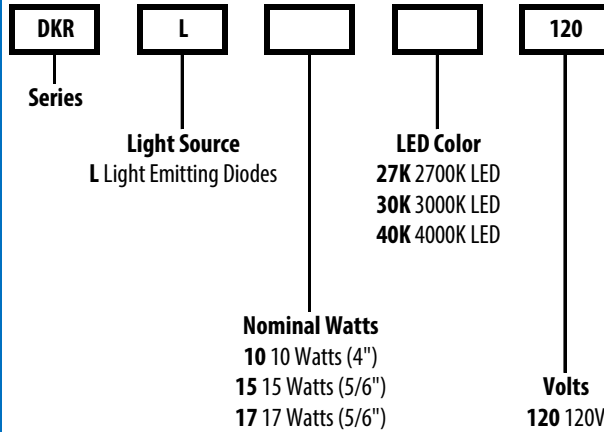 DKR L 120
Series
Light Source
L Light Emitting Diodes
LED Color
27K 2700K LED
30K 3000K LED
40K 4000K LED
Nominal Watts
10 10 Watts (4")
15 15 Watts (5/6")
17 17 Watts (5/6")
Volts
120 120V